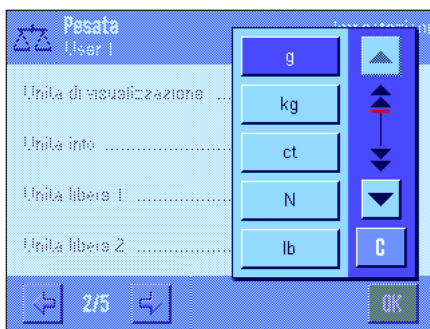 Pesata
User 1
g
Unità di visualizzazione
kg
Unità info
ct
Unità libera 1
N
Unità libera 2
lb
C
2/5
OK